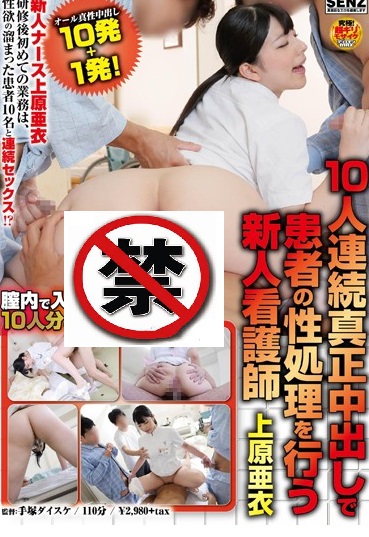 SENZ
オール真性中出し
10発
+
1発!
新人ナース上原亜衣
研修後初めての業務は、
性欲の溜まった患者10名と連続セックス!?
10人連続真正中出しで
患者の性処理を行う
新人看護師
上原亜衣
禁
膣内で入
10人分
監督:手塚ダイスケ / 110分 / ¥2,980+tax